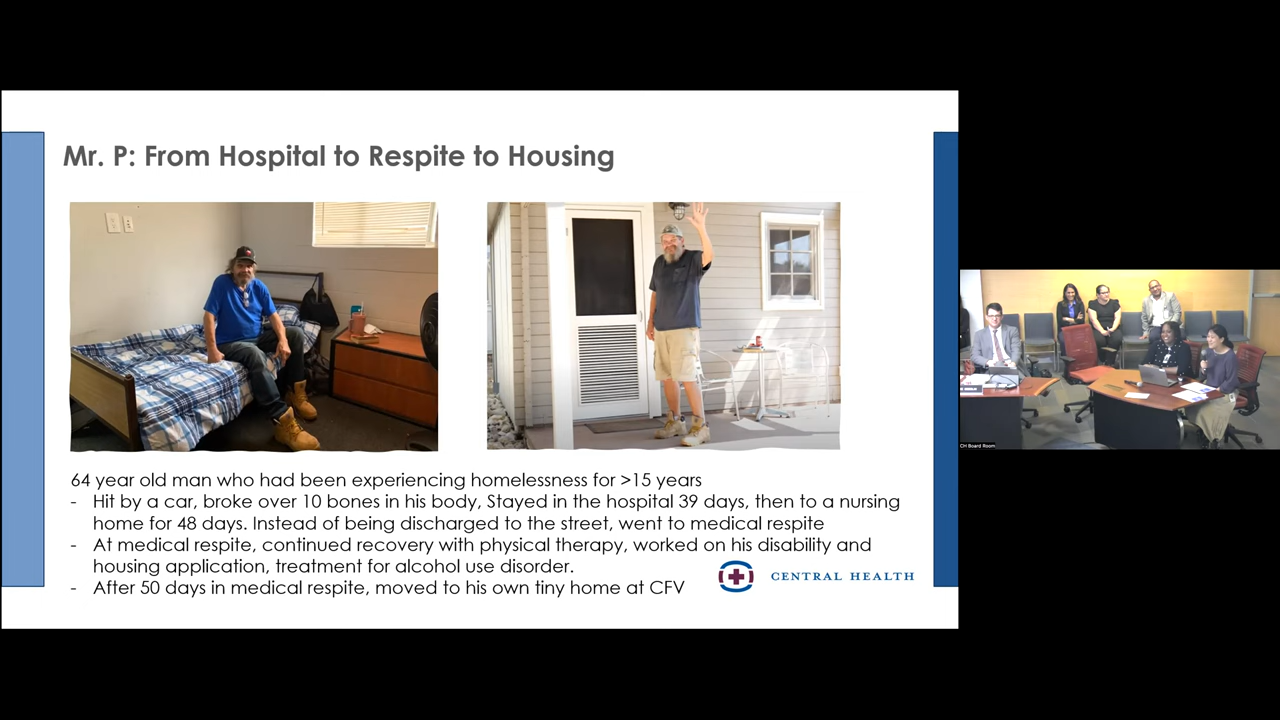 Mr. P: From Hospital to Respite to Housing
64 year old man who had been experiencing homelessness for >15 years
- Hit by a car, broke over 10 bones in his body, Stayed in the hospital 39 days, then to a nursing
home for 48 days. Instead of being discharged to the street, went to medical respite
- At medical respite, continued recovery with physical therapy, worked on his disability and
housing application, treatment for alcohol use disorder.
- After 50 days in medical respite, moved to his own tiny home at CFV
CENTRAL HEALTH
CH Board Room